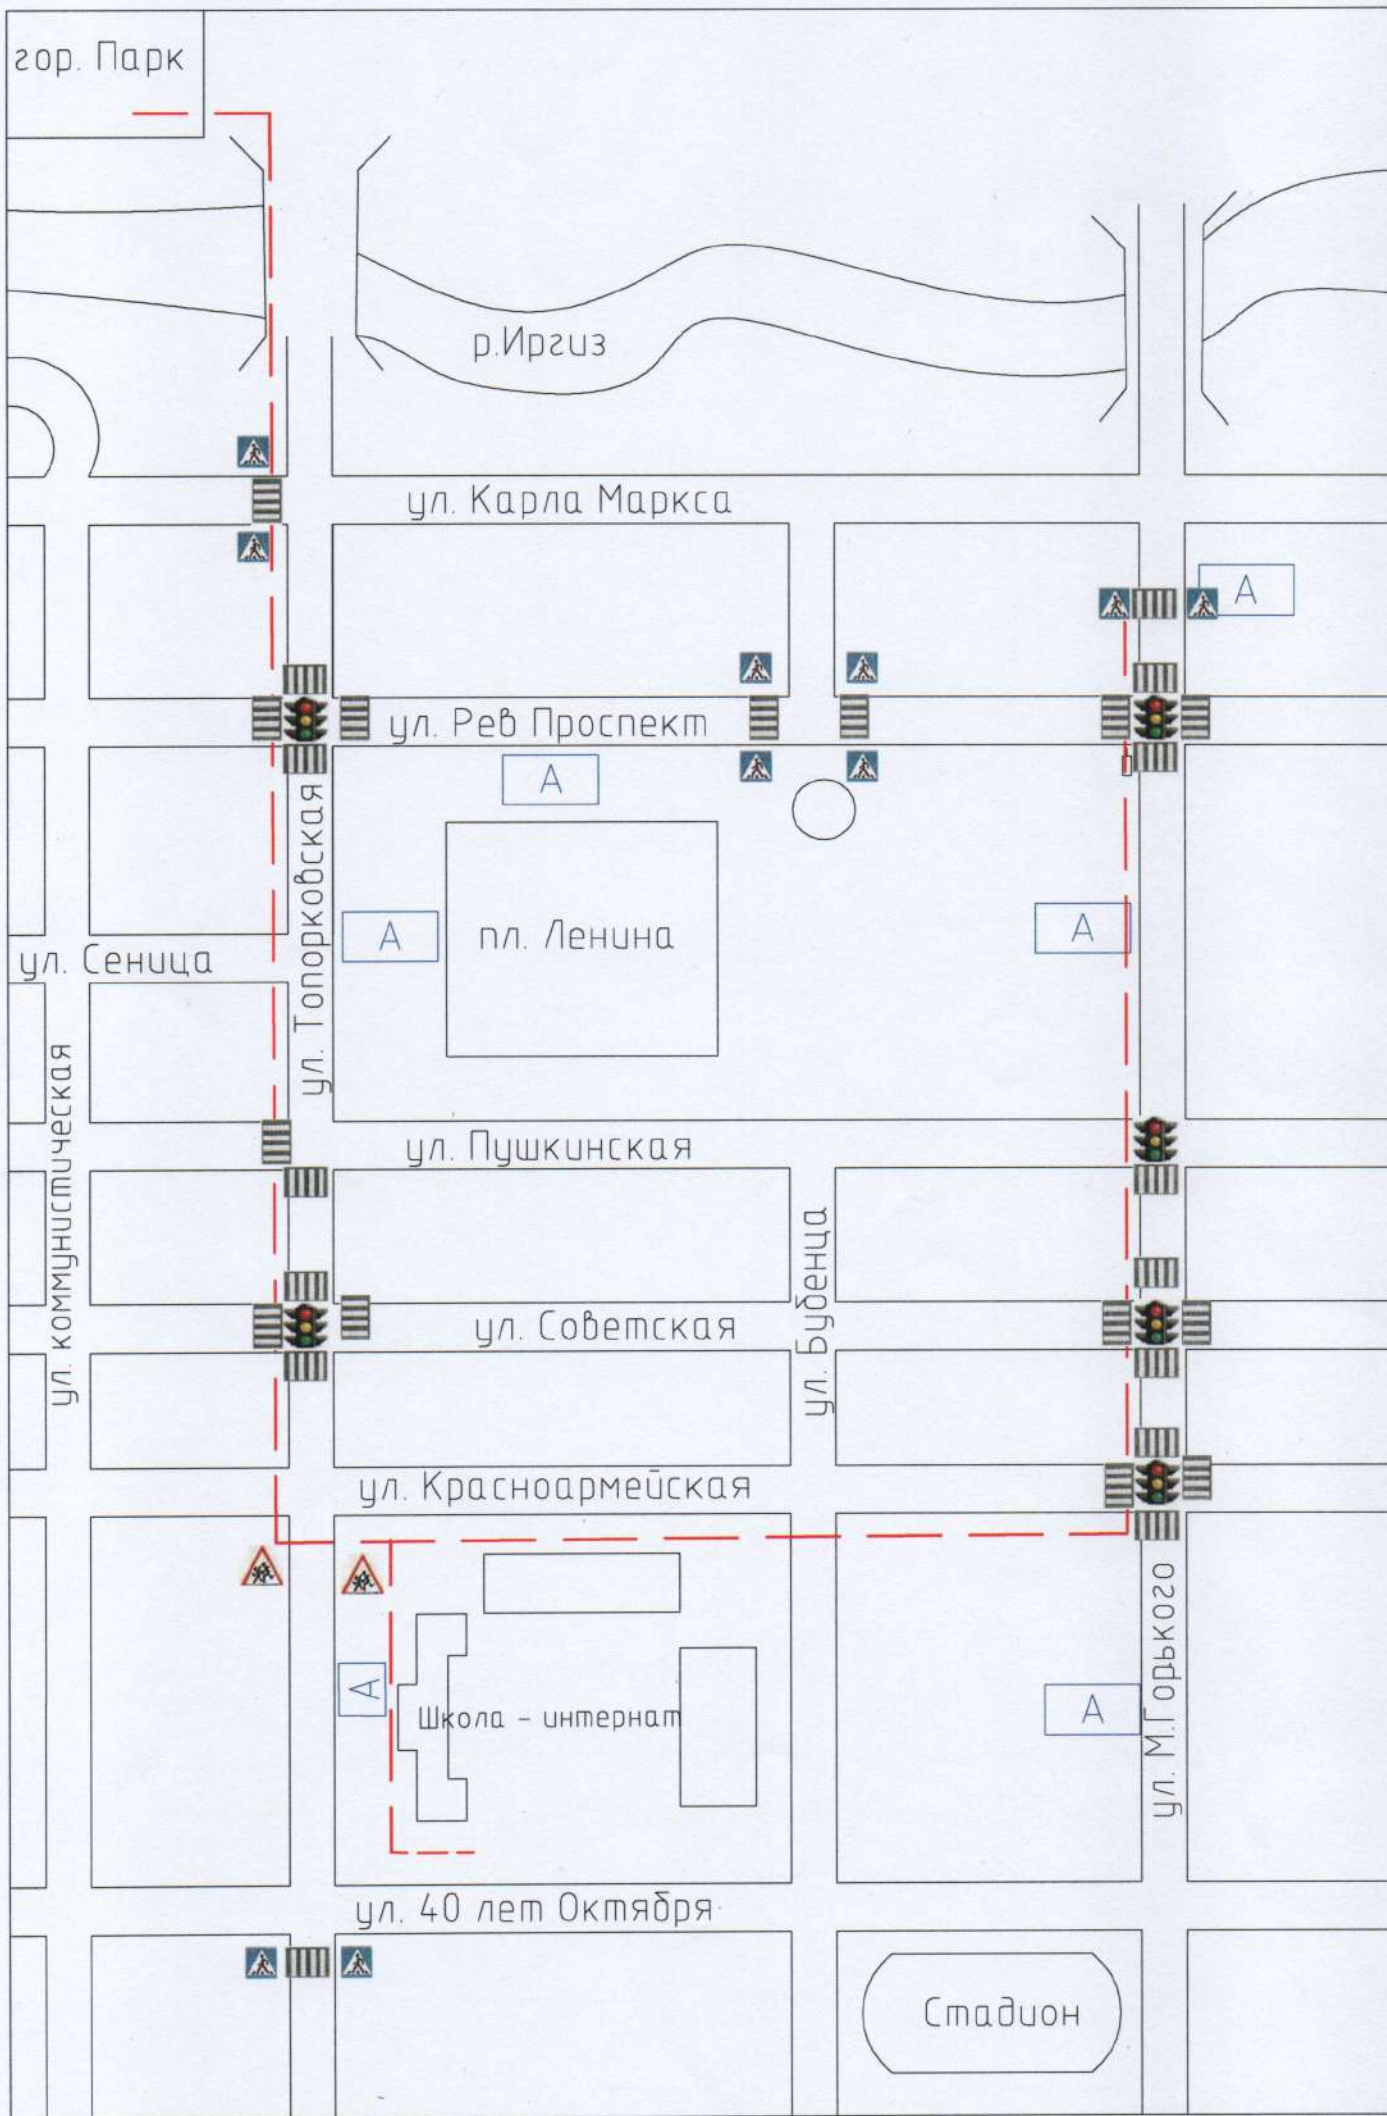 гор. Парк
р.Иргиз
ул. Карла Маркса
А
ул. Рев Проспект
А
ул. Топорковская
А
пл. Ленина
А
ул. Сеница
ул. коммунистическая
ул. Пушкинская
ул. Бубенца
ул. Советская
ул. Красноармейская
ул. М.Горького
А
Школа - интернат
А
ул. 40 лет Октября
Стадион